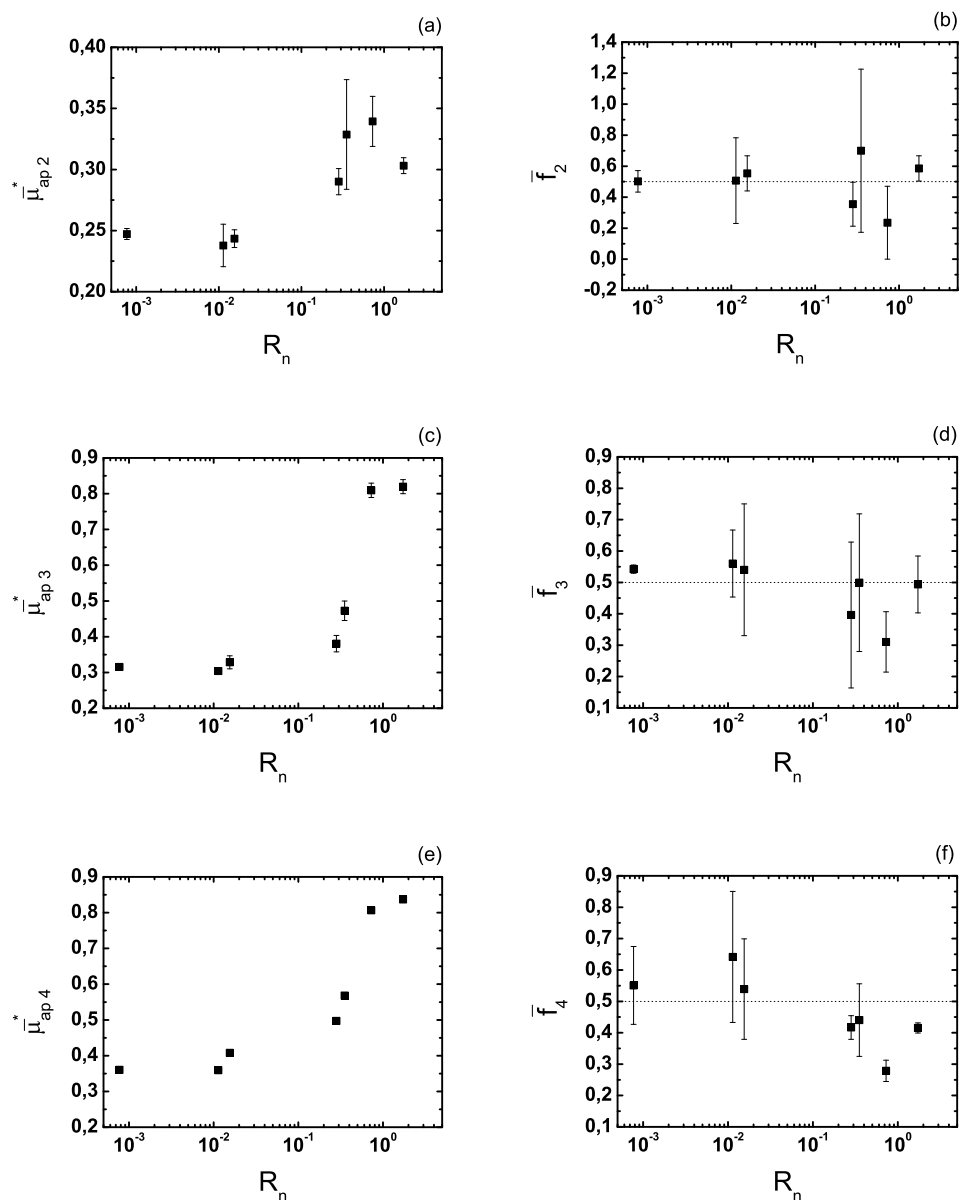 (a)
0,40
0,35
0,30
0,25
0,20
μ̄*ap 2
10⁻³ 10⁻² 10⁻¹ 10⁰
Rn
(b)
1,4
1,2
1,0
0,8
0,6
0,4
0,2
0,0
-0,2
f̄2
10⁻³ 10⁻² 10⁻¹ 10⁰
Rn
(c)
0,9
0,8
0,7
0,6
0,5
0,4
0,3
0,2
μ̄*ap 3
10⁻³ 10⁻² 10⁻¹ 10⁰
Rn
(d)
0,9
0,8
0,7
0,6
0,5
0,4
0,3
0,2
0,1
f̄3
10⁻³ 10⁻² 10⁻¹ 10⁰
Rn
(e)
0,9
0,8
0,7
0,6
0,5
0,4
0,3
0,2
μ̄*ap 4
10⁻³ 10⁻² 10⁻¹ 10⁰
Rn
(f)
0,9
0,8
0,7
0,6
0,5
0,4
0,3
0,2
0,1
f̄4
10⁻³ 10⁻² 10⁻¹ 10⁰
Rn